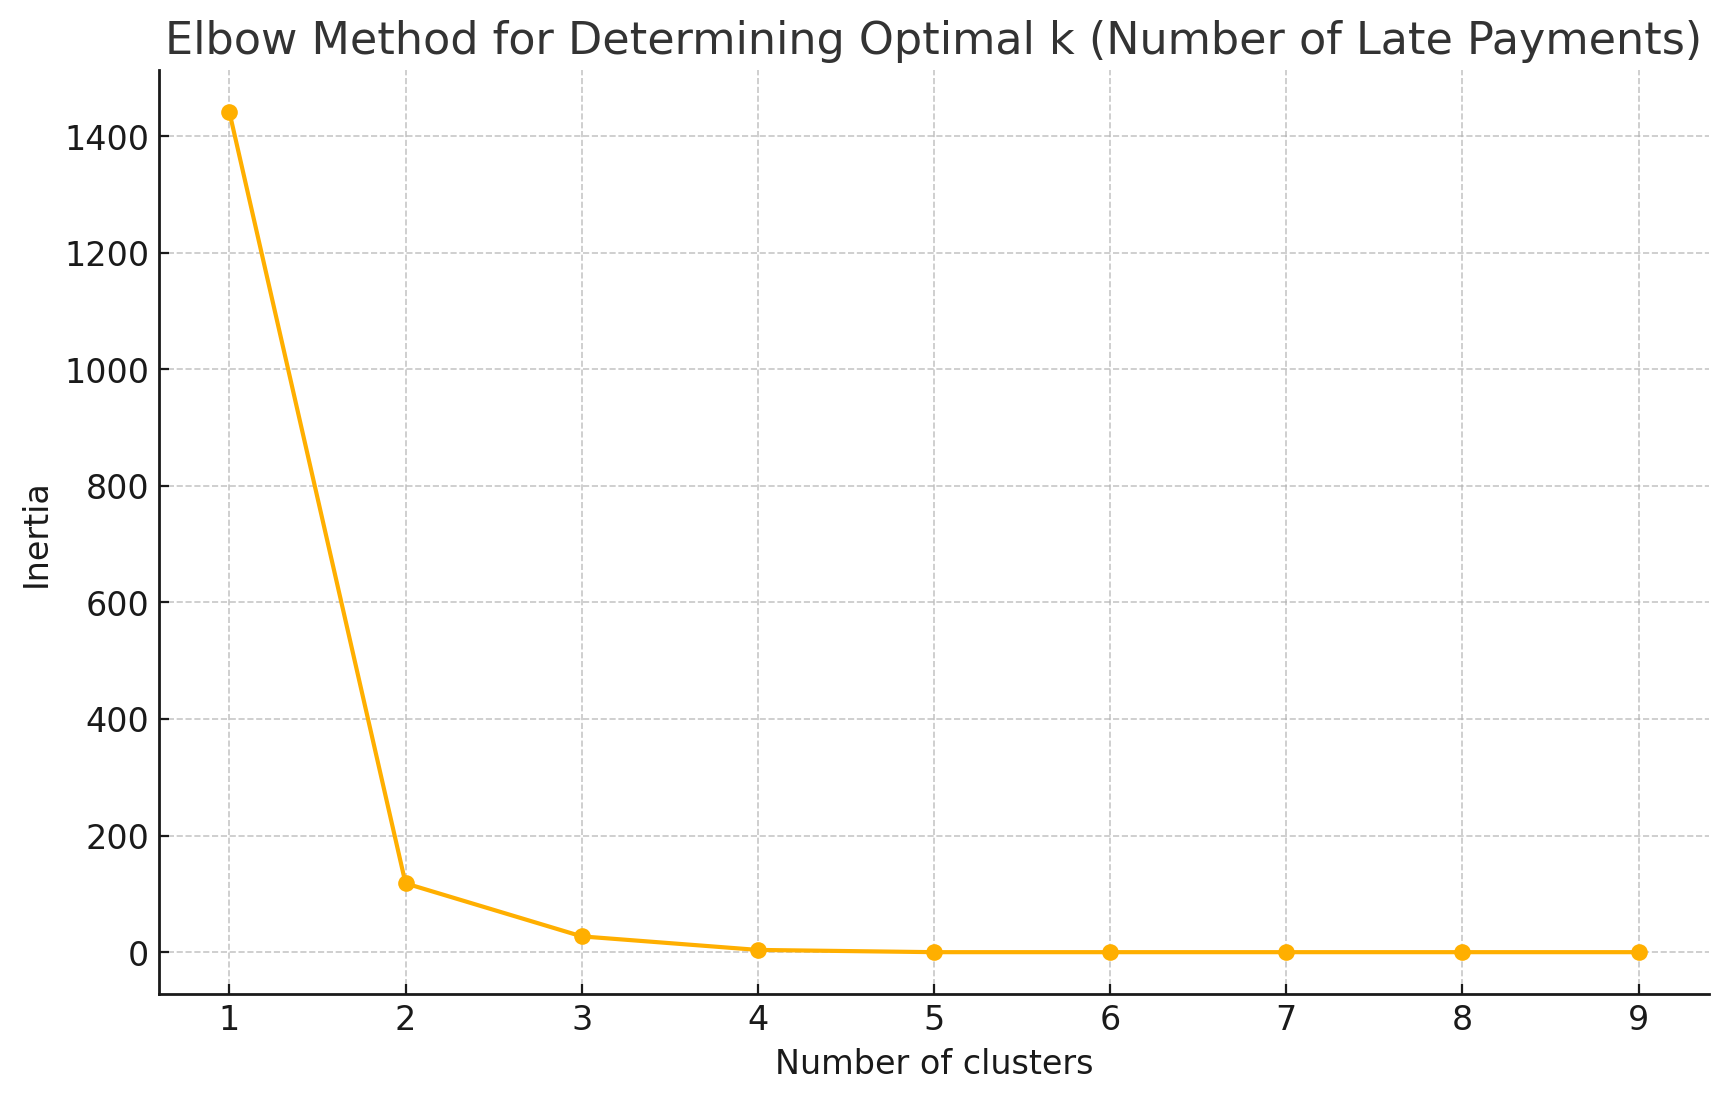 Elbow Method for Determining Optimal k (Number of Late Payments)
1400
1200
1000
800
600
400
200
0
Inertia
1 2 3 4 5 6 7 8 9
Number of clusters